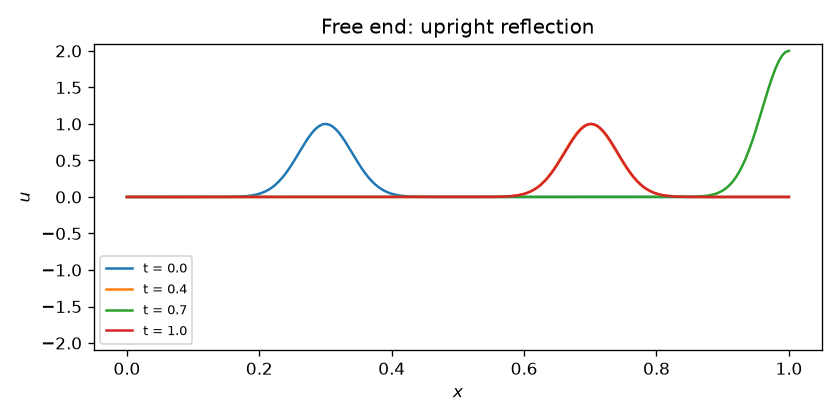 Free end: upright reflection
2.0
1.5
1.0
0.5
0.0
−0.5
−1.0
−1.5
−2.0
u
t = 0.0
t = 0.4
t = 0.7
t = 1.0
0.0 0.2 0.4 0.6 0.8 1.0
x